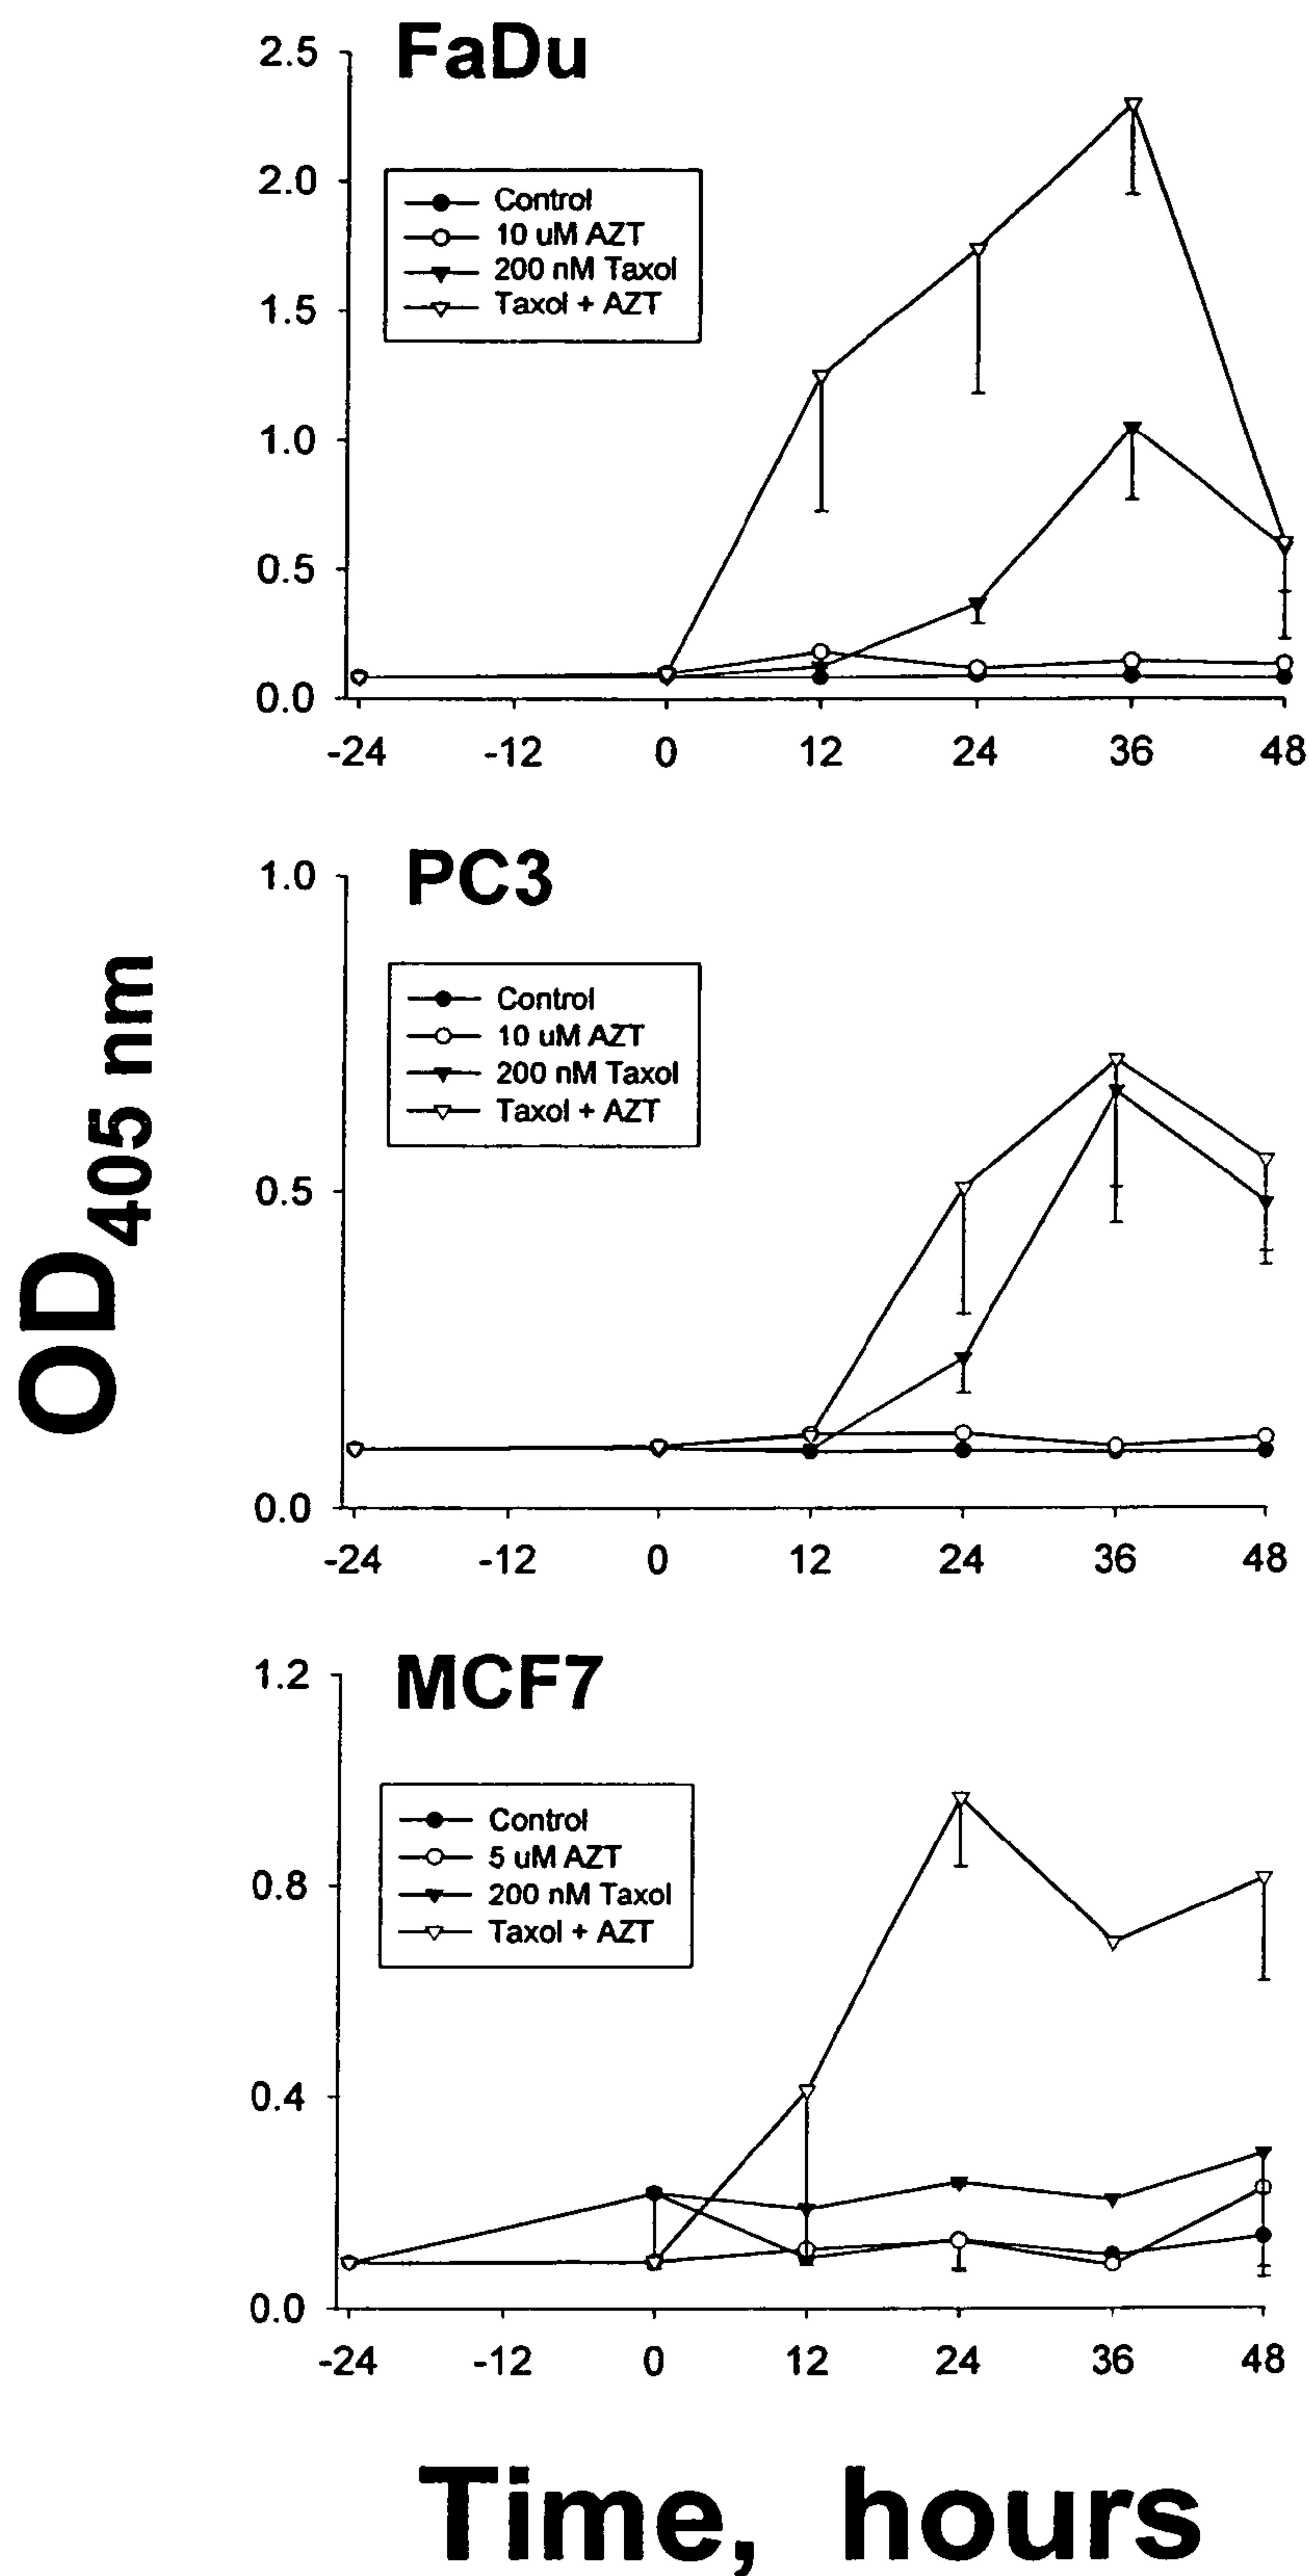 FaDu
2.5
2.0
1.5
1.0
0.5
0.0
Control
10 uM AZT
200 nM Taxol
Taxol + AZT
-24 -12 0 12 24 36 48
PC3
1.0
0.5
0.0
Control
10 uM AZT
200 nM Taxol
Taxol + AZT
-24 -12 0 12 24 36 48
OD405 nm
MCF7
1.2
0.8
0.4
0.0
Control
5 uM AZT
200 nM Taxol
Taxol + AZT
-24 -12 0 12 24 36 48
Time, hours